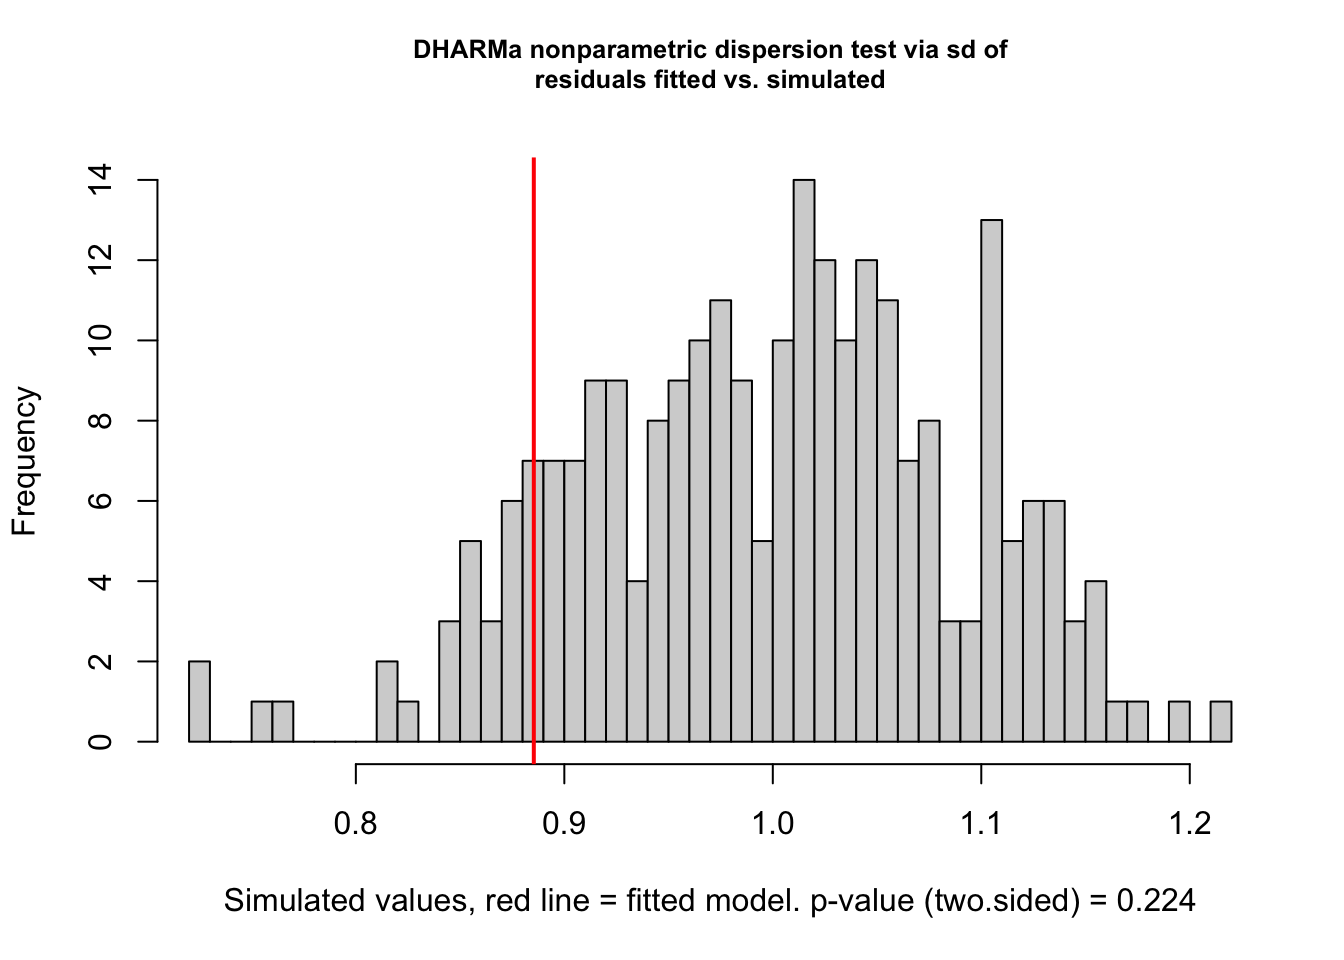 DHARMa nonparametric dispersion test via sd of
residuals fitted vs. simulated
Frequency
14
12
10
8
6
4
2
0
0.8 0.9 1.0 1.1 1.2
Simulated values, red line = fitted model. p-value (two.sided) = 0.224